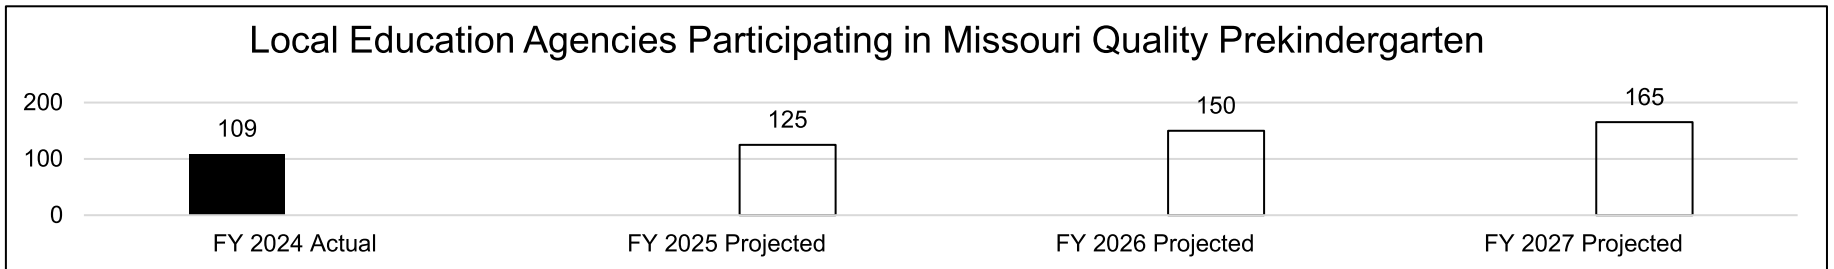 Local Education Agencies Participating in Missouri Quality Prekindergarten
200
100
0
109
125
150
165
FY 2024 Actual
FY 2025 Projected
FY 2026 Projected
FY 2027 Projected